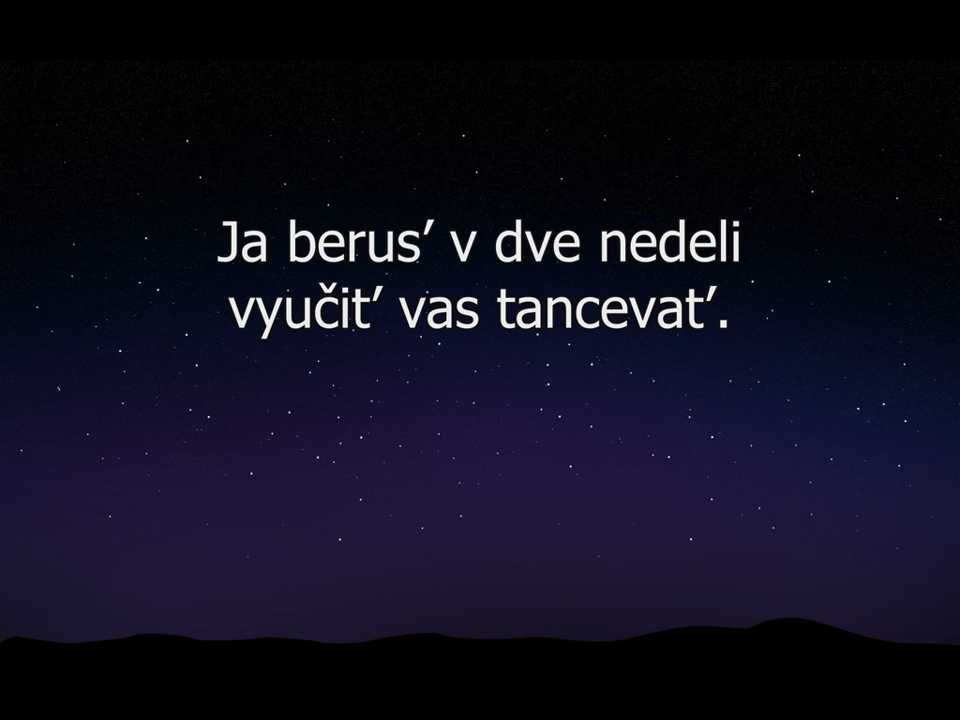 Ja berus’ v dve nedeli
vyučit’ vas tancevat’.